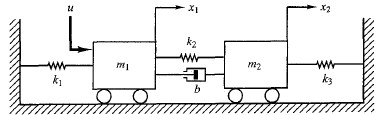 u
x₁
x₂
k₂
k₁
m₁
m₂
k₃
b